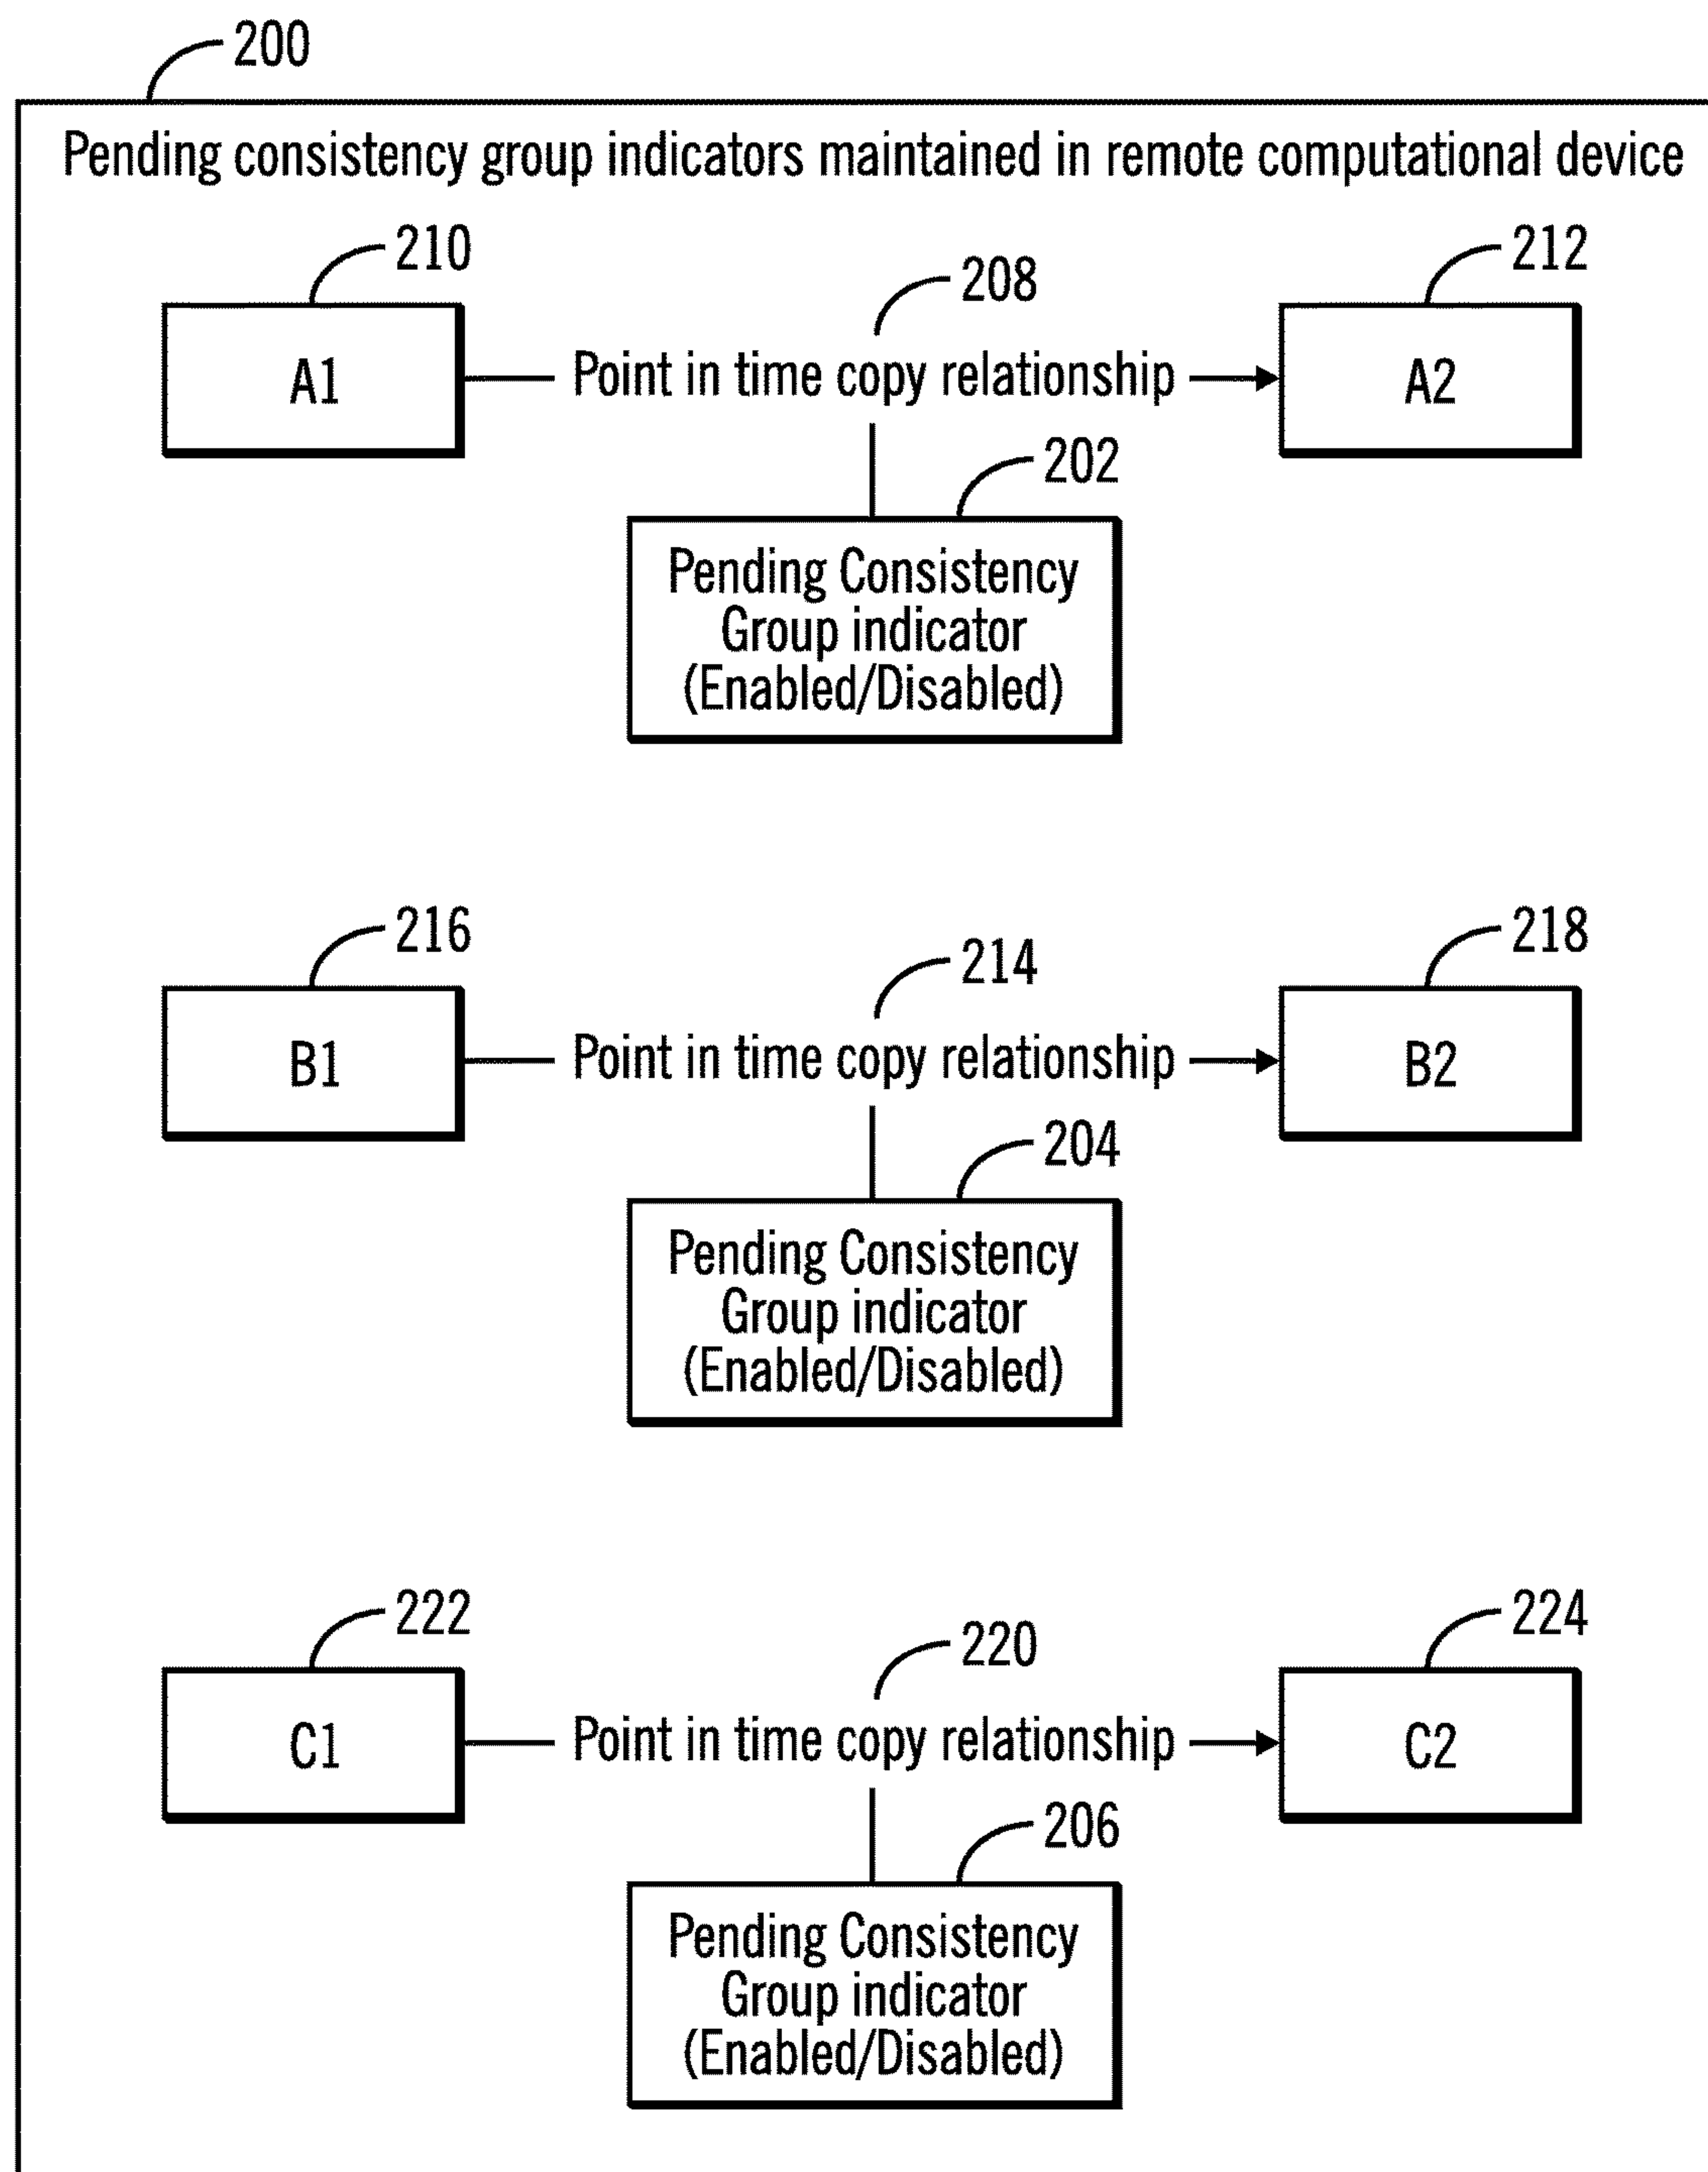 200
Pending consistency group indicators maintained in remote computational device
210
208
212
A1
Point in time copy relationship
A2
202
Pending Consistency
Group indicator
(Enabled/Disabled)
216
214
218
B1
Point in time copy relationship
B2
204
Pending Consistency
Group indicator
(Enabled/Disabled)
222
220
224
C1
Point in time copy relationship
C2
206
Pending Consistency
Group indicator
(Enabled/Disabled)